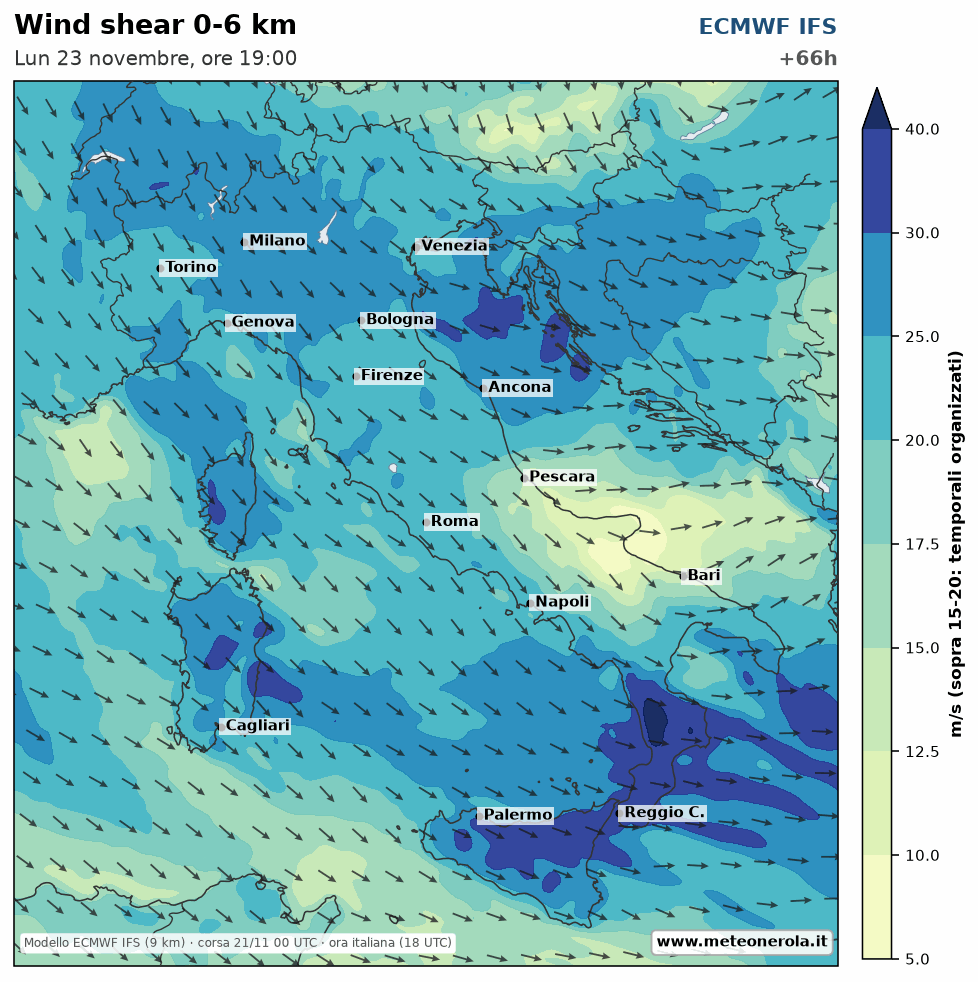 Wind shear 0-6 km
ECMWF IFS
Lun 23 novembre, ore 19:00
+66h
40.0
30.0
25.0
20.0
17.5
15.0
12.5
10.0
5.0
m/s (sopra 15-20: temporali organizzati)
Milano
Venezia
Torino
Genova
Bologna
Firenze
Ancona
Pescara
Roma
Bari
Napoli
Cagliari
Palermo
Reggio C.
Modello ECMWF IFS (9 km) · corsa 21/11 00 UTC · ora italiana (18 UTC)
www.meteonerola.it